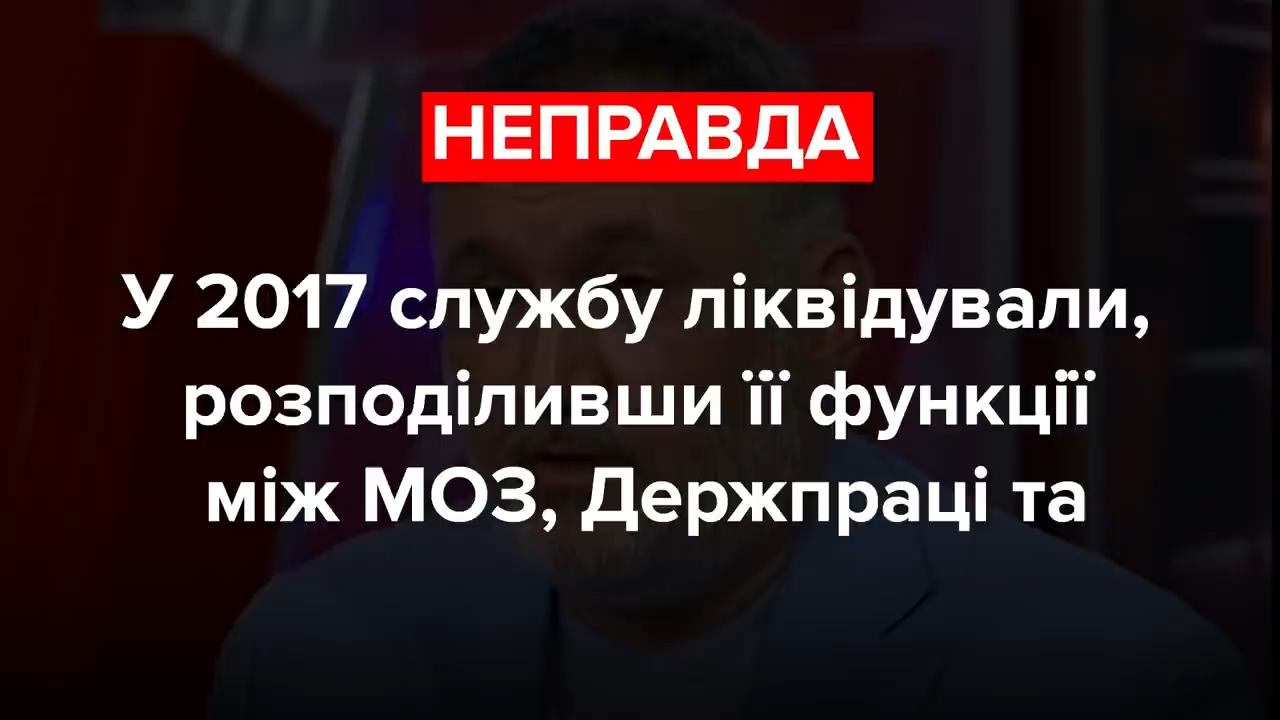 НЕПРАВДА
У 2017 службу ліквідували,
розподіливши її функції
між МОЗ, Держпраці та